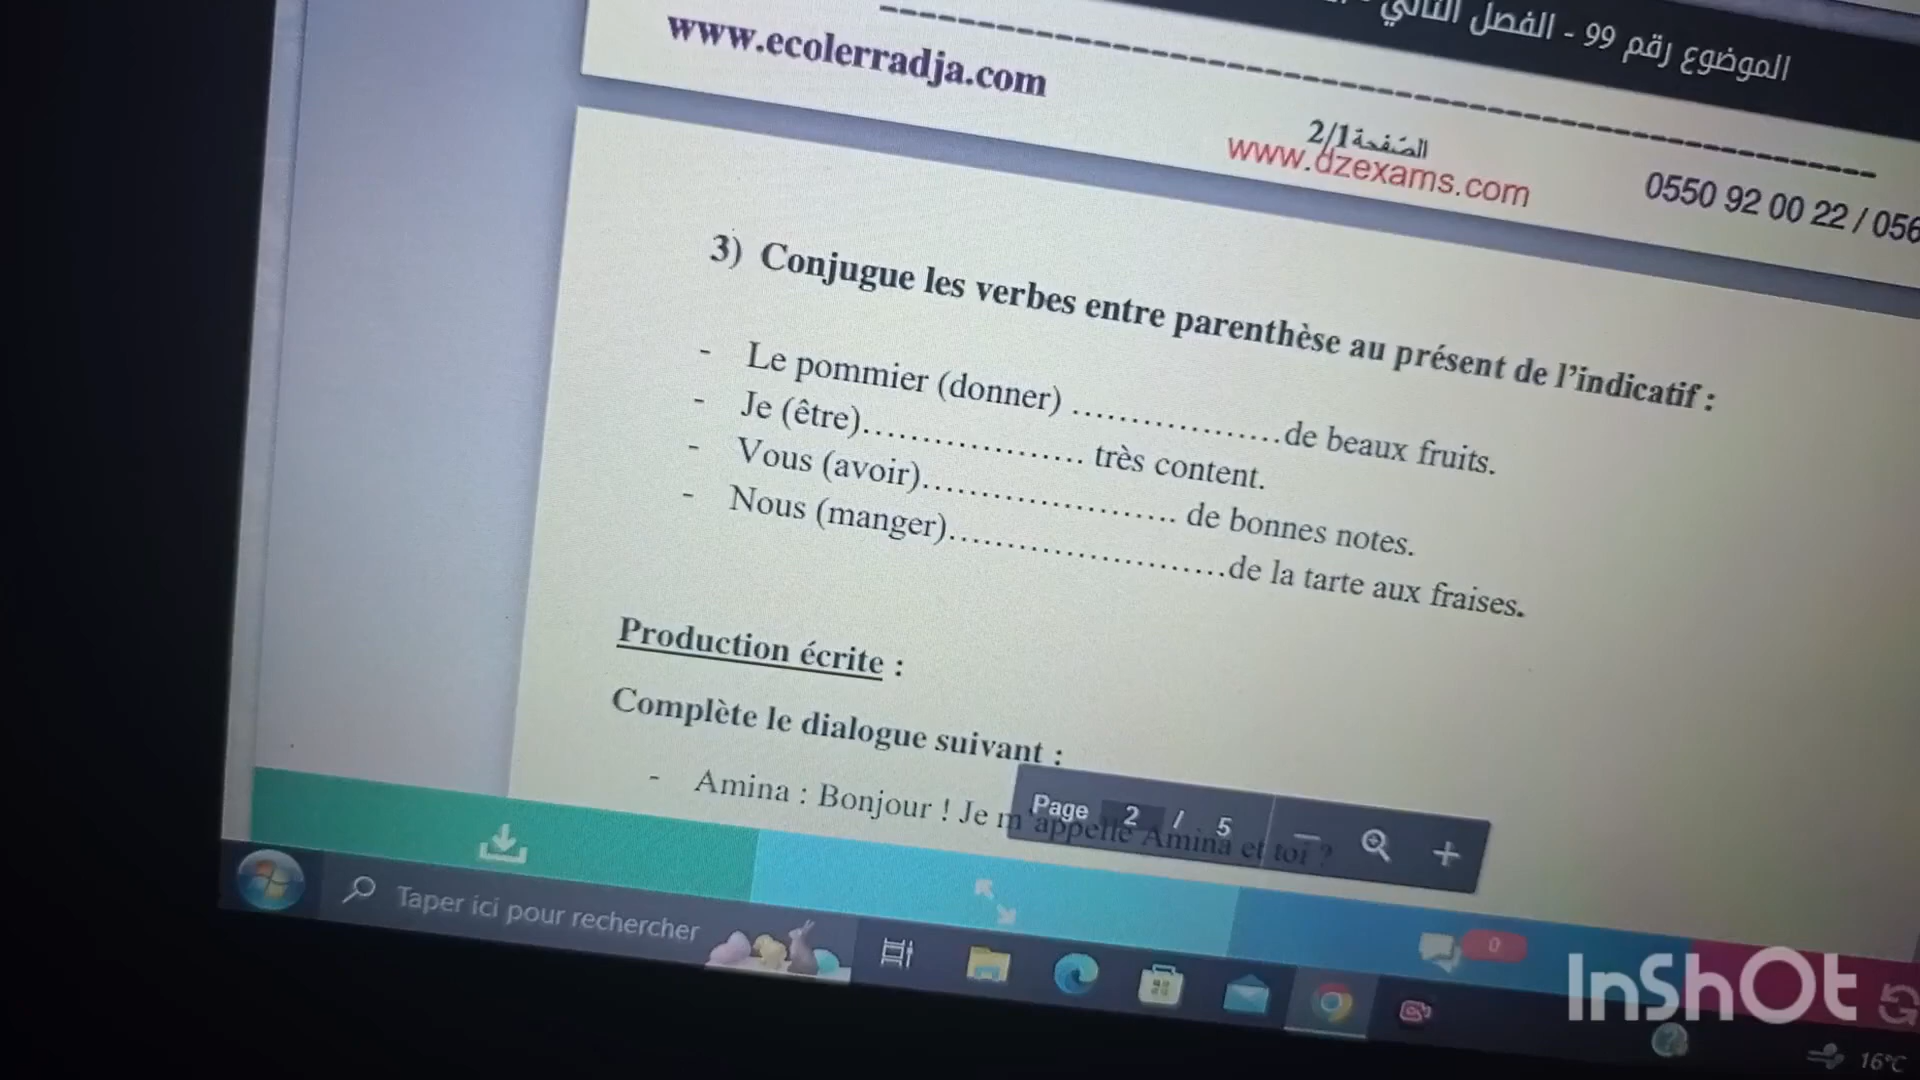 الموضوع رقم 99 - الفصل الثاني -
www.ecolerradja.com
الصّفحة 2/1
www.dzexams.com
0550 92 00 22 / 056
3) Conjugue les verbes entre parenthèse au présent de l’indicatif :
- Le pommier (donner) ....................de beaux fruits.
- Je (être)..................... très content.
- Vous (avoir)........................ de bonnes notes.
- Nous (manger)..........................de la tarte aux fraises.
Production écrite :
Complète le dialogue suivant :
- Amina : Bonjour ! Je m'appelle Amina et toi ?
Page 2 / 5
Taper ici pour rechercher
0
InShOt
16°C